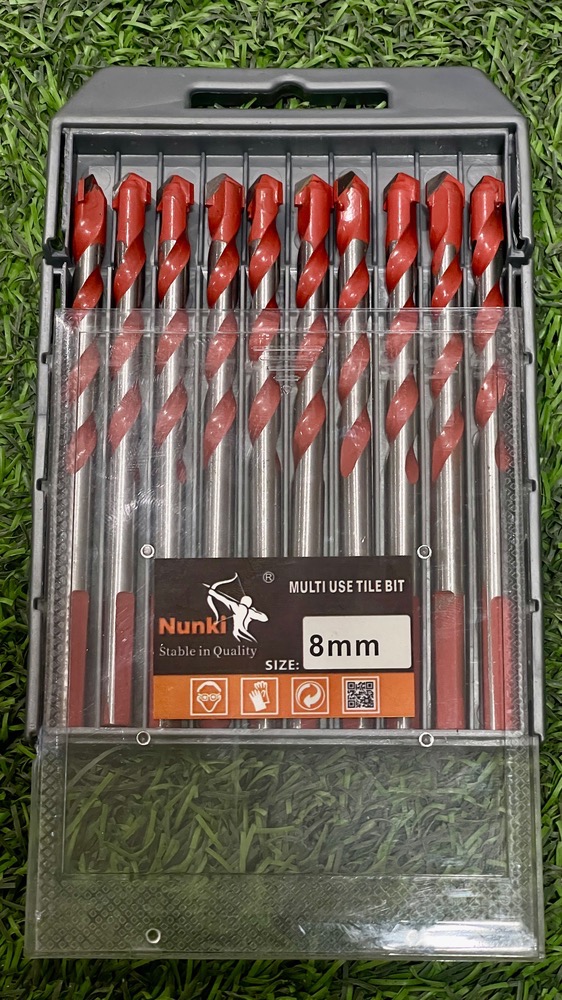 ®
MULTI USE TILE BIT
Nunki
Stable in Quality
SIZE: 8mm